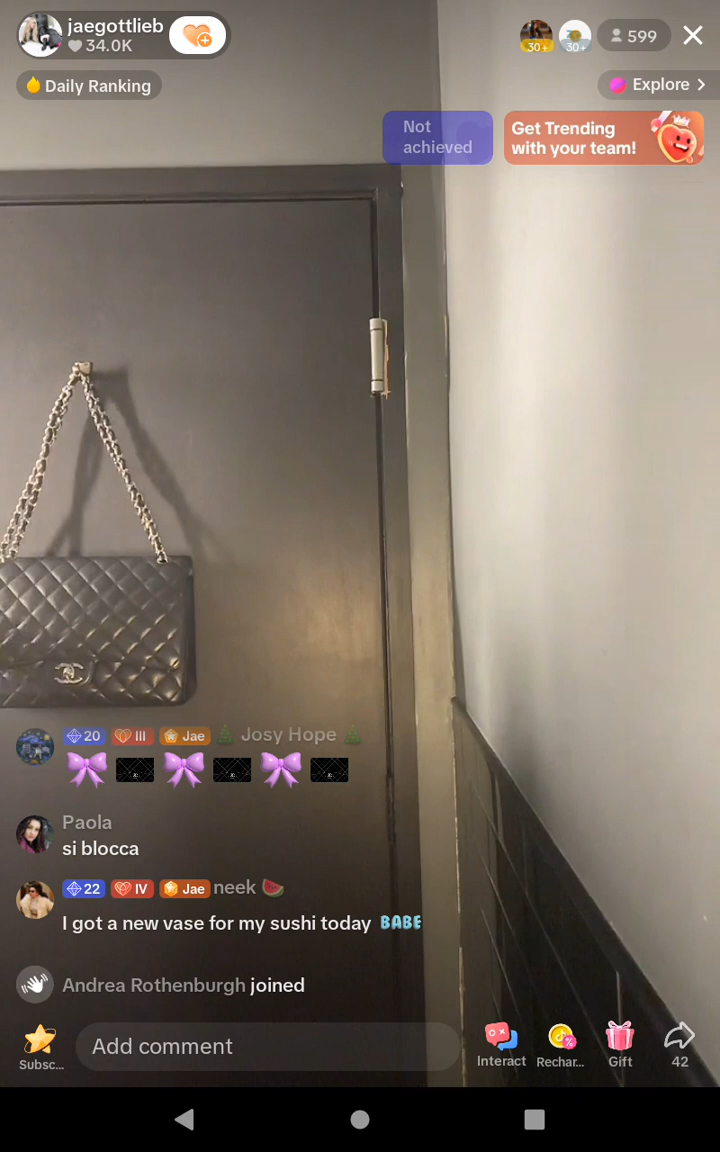 jaegottlieb
34.0K
30+
30+
599
Daily Ranking
Explore
Not
achieved
Get Trending
with your team!
20 III Jae Josy Hope
Paola
si blocca
22 IV Jae neek
I got a new vase for my sushi today BABE
Andrea Rothenburgh joined
Subsc...
Add comment
Interact
Rechar...
Gift
42